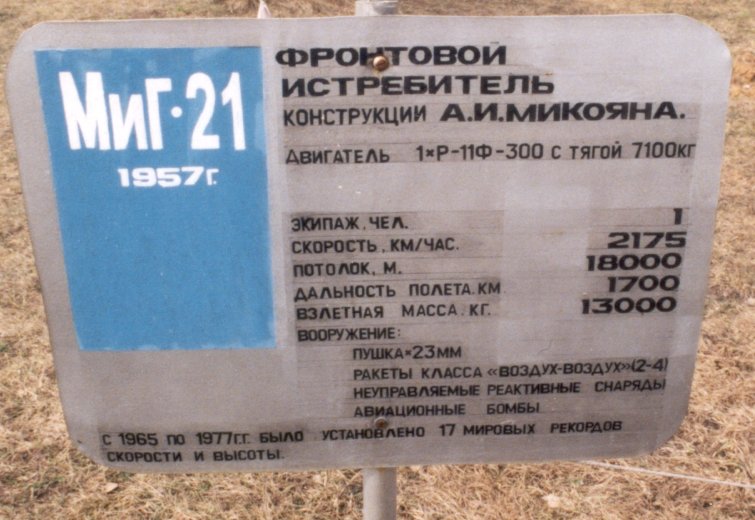 МиГ·21
1957г.
ФРОНТОВОЙ
ИСТРЕБИТЕЛЬ
КОНСТРУКЦИИ А.И.МИКОЯНА.
ДВИГАТЕЛЬ 1×Р-11Ф-300 С ТЯГОЙ 7100КГ
ЭКИПАЖ, ЧЕЛ. 1
СКОРОСТЬ, КМ/ЧАС. 2175
ПОТОЛОК, М. 18000
ДАЛЬНОСТЬ ПОЛЕТА. КМ 1700
ВЗЛЕТНАЯ МАССА. КГ. 13000
ВООРУЖЕНИЕ:
ПУШКА×23ММ
РАКЕТЫ КЛАССА «ВОЗДУХ-ВОЗДУХ»(2-4)
НЕУПРАВЛЯЕМЫЕ РЕАКТИВНЫЕ СНАРЯДЫ
АВИАЦИОННЫЕ БОМБЫ
С 1965 ПО 1977Г.Г. БЫЛО УСТАНОВЛЕНО 17 МИРОВЫХ РЕКОРДОВ
СКОРОСТИ И ВЫСОТЫ.